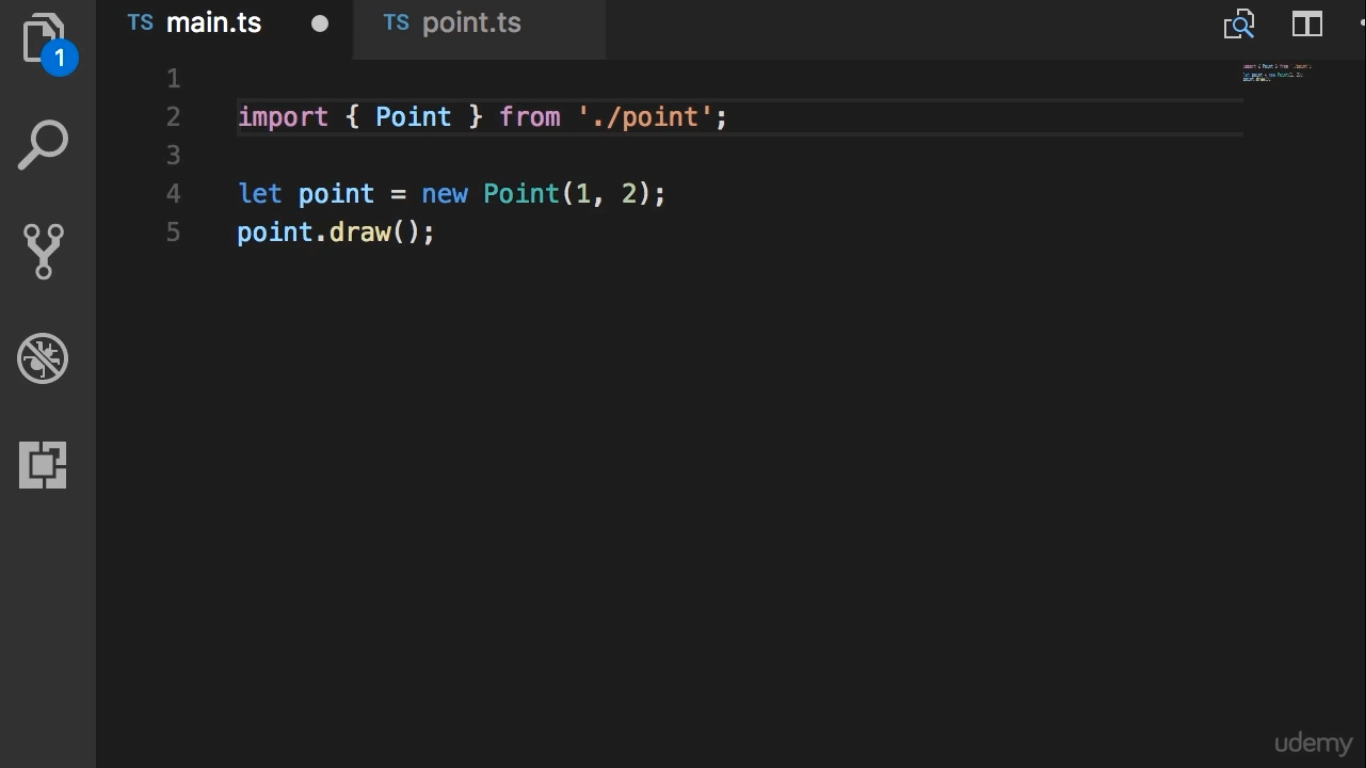 TS main.ts TS point.ts
1
1
2 import { Point } from './point';
3
4 let point = new Point(1, 2);
5 point.draw();
udemy